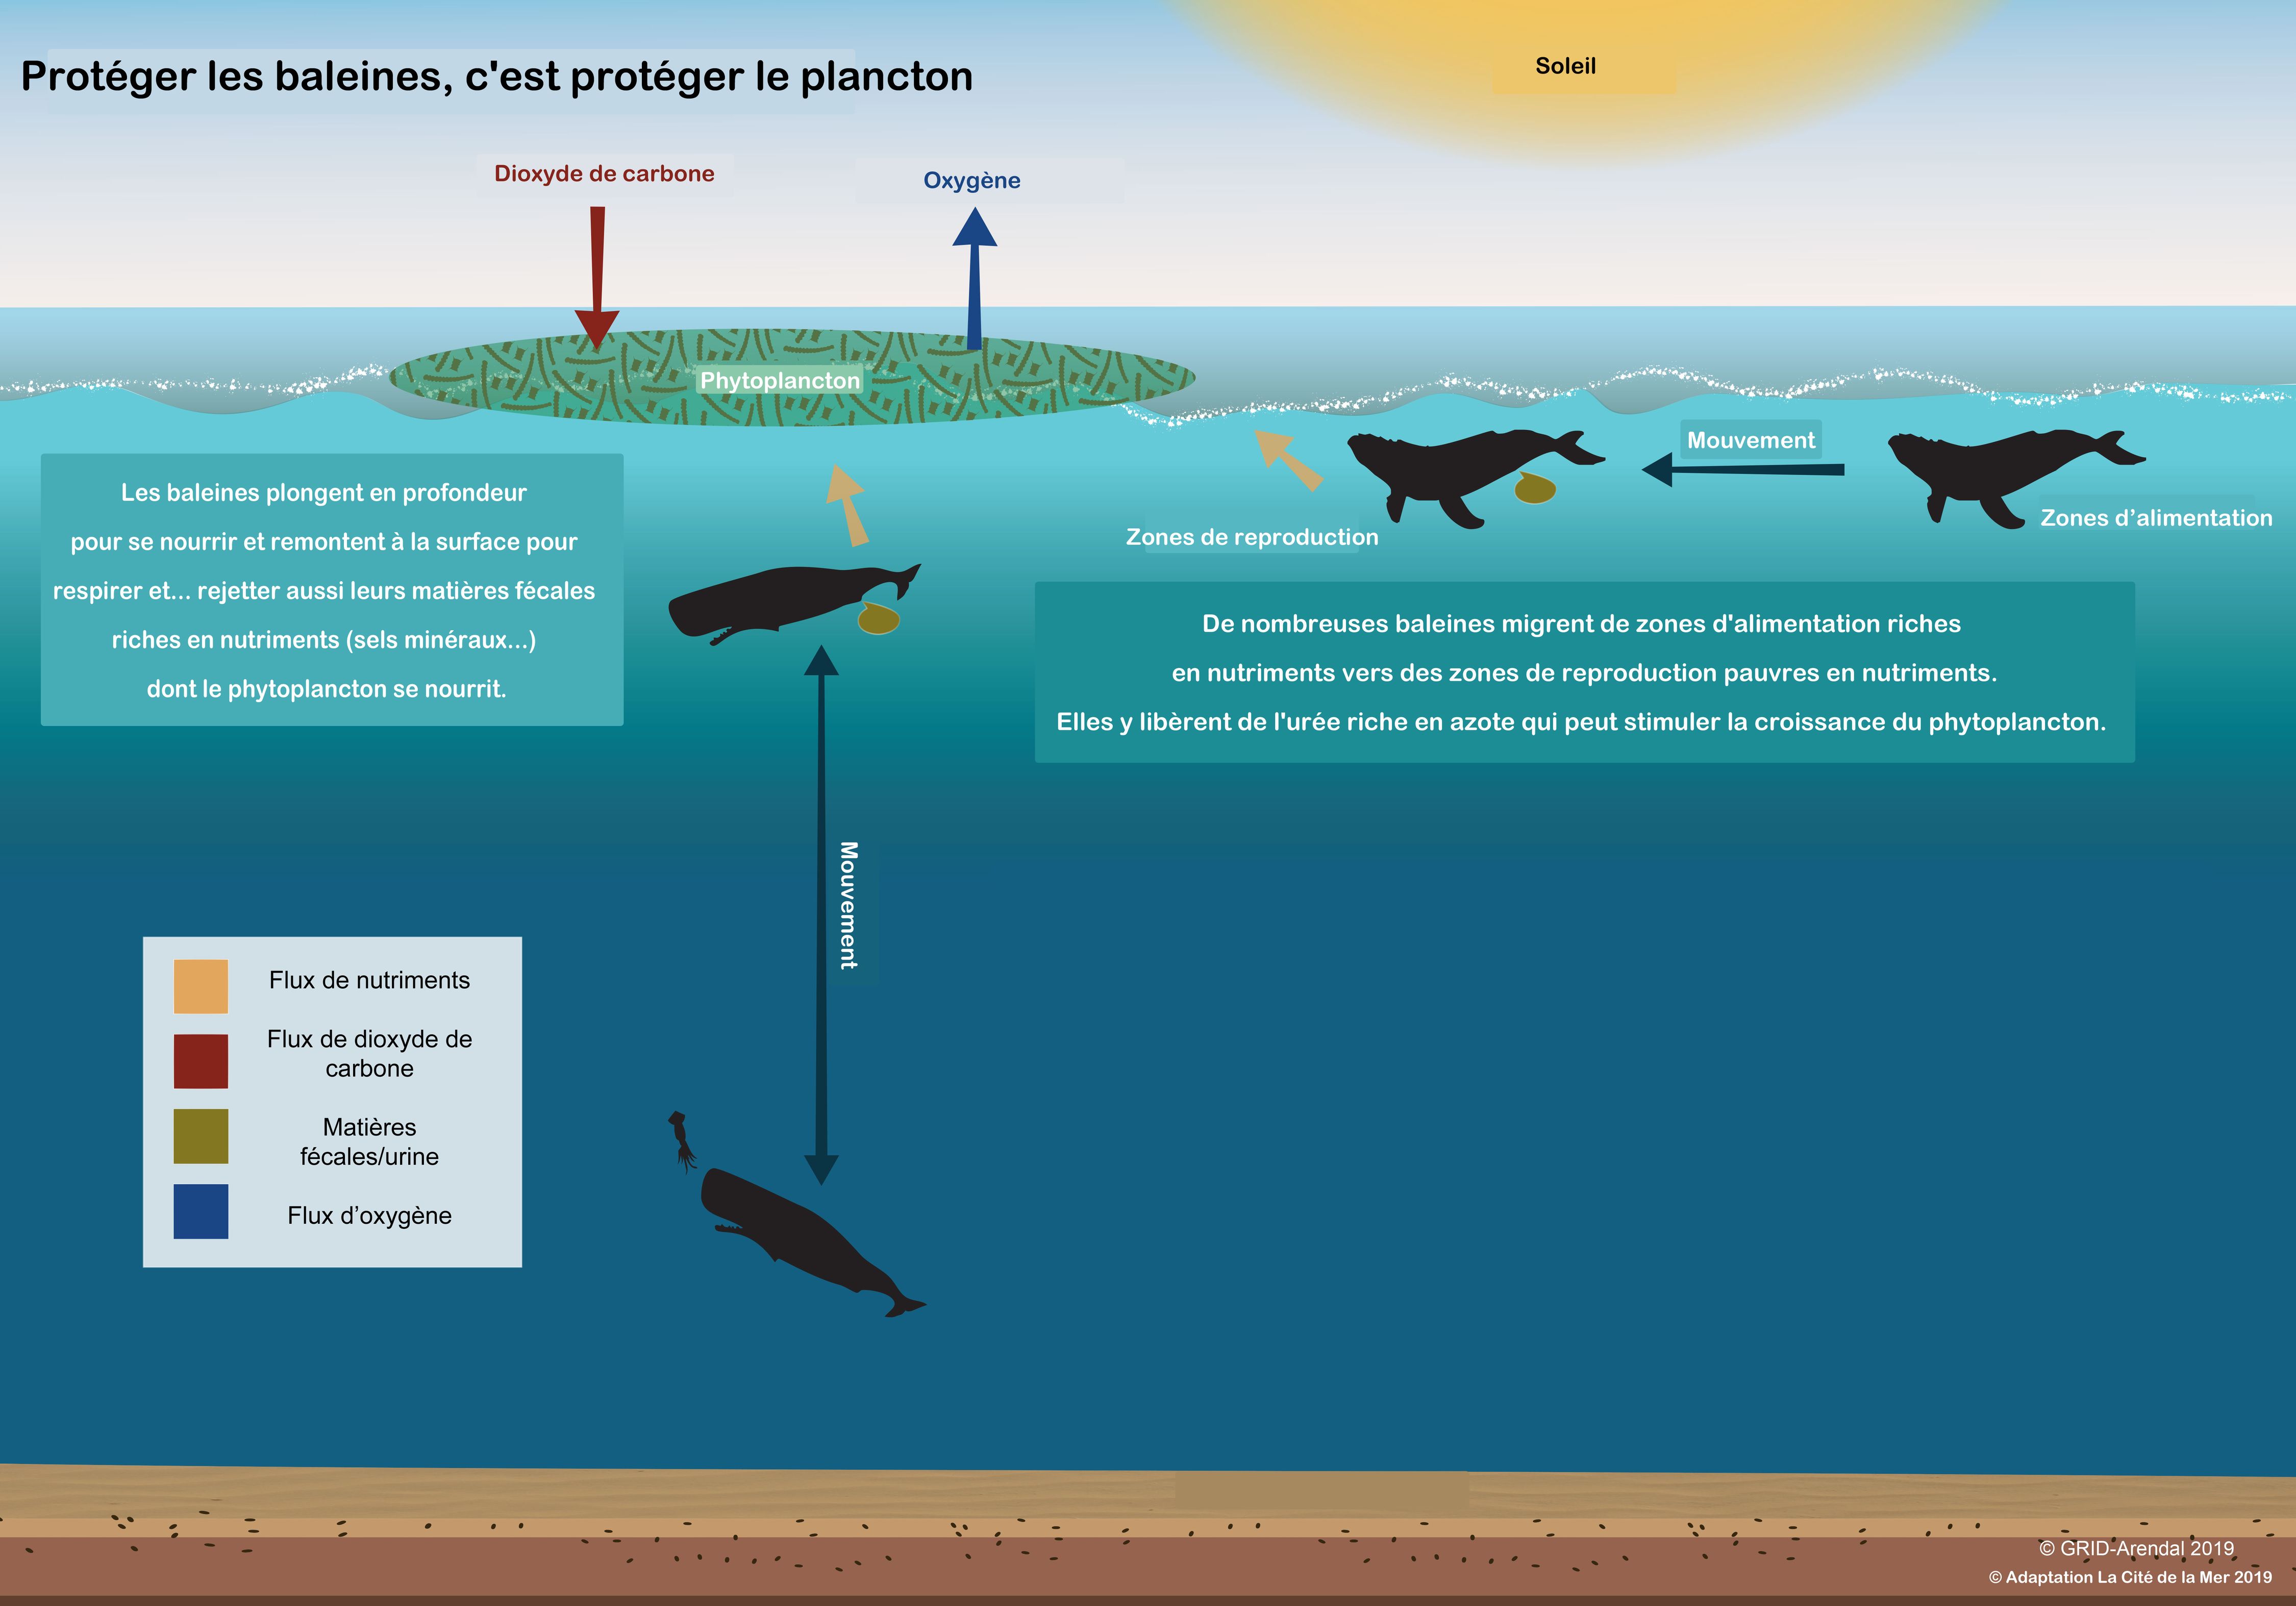 Protéger les baleines, c'est protéger le plancton
Soleil
Dioxyde de carbone
Oxygène
Phytoplancton
Mouvement
Zones de reproduction
Zones d’alimentation
Les baleines plongent en profondeur
pour se nourrir et remontent à la surface pour
respirer et... rejetter aussi leurs matières fécales
riches en nutriments (sels minéraux...)
dont le phytoplancton se nourrit.
De nombreuses baleines migrent de zones d'alimentation riches
en nutriments vers des zones de reproduction pauvres en nutriments.
Elles y libèrent de l'urée riche en azote qui peut stimuler la croissance du phytoplancton.
Mouvement
Flux de nutriments
Flux de dioxyde de
carbone
Matières
fécales/urine
Flux d’oxygène
© GRID-Arendal 2019
© Adaptation La Cité de la Mer 2019